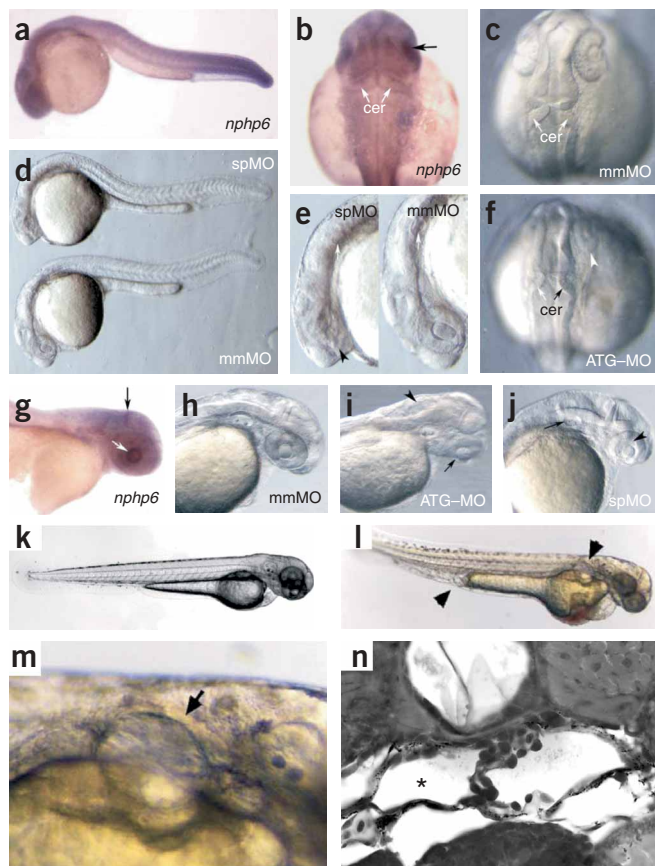 a
nphp6
b
cer
nphp6
c
cer
mmMO
d
spMO
mmMO
e
spMO
mmMO
f
cer
ATG–MO
g
nphp6
h
mmMO
i
ATG–MO
j
spMO
k
l
m
n
*